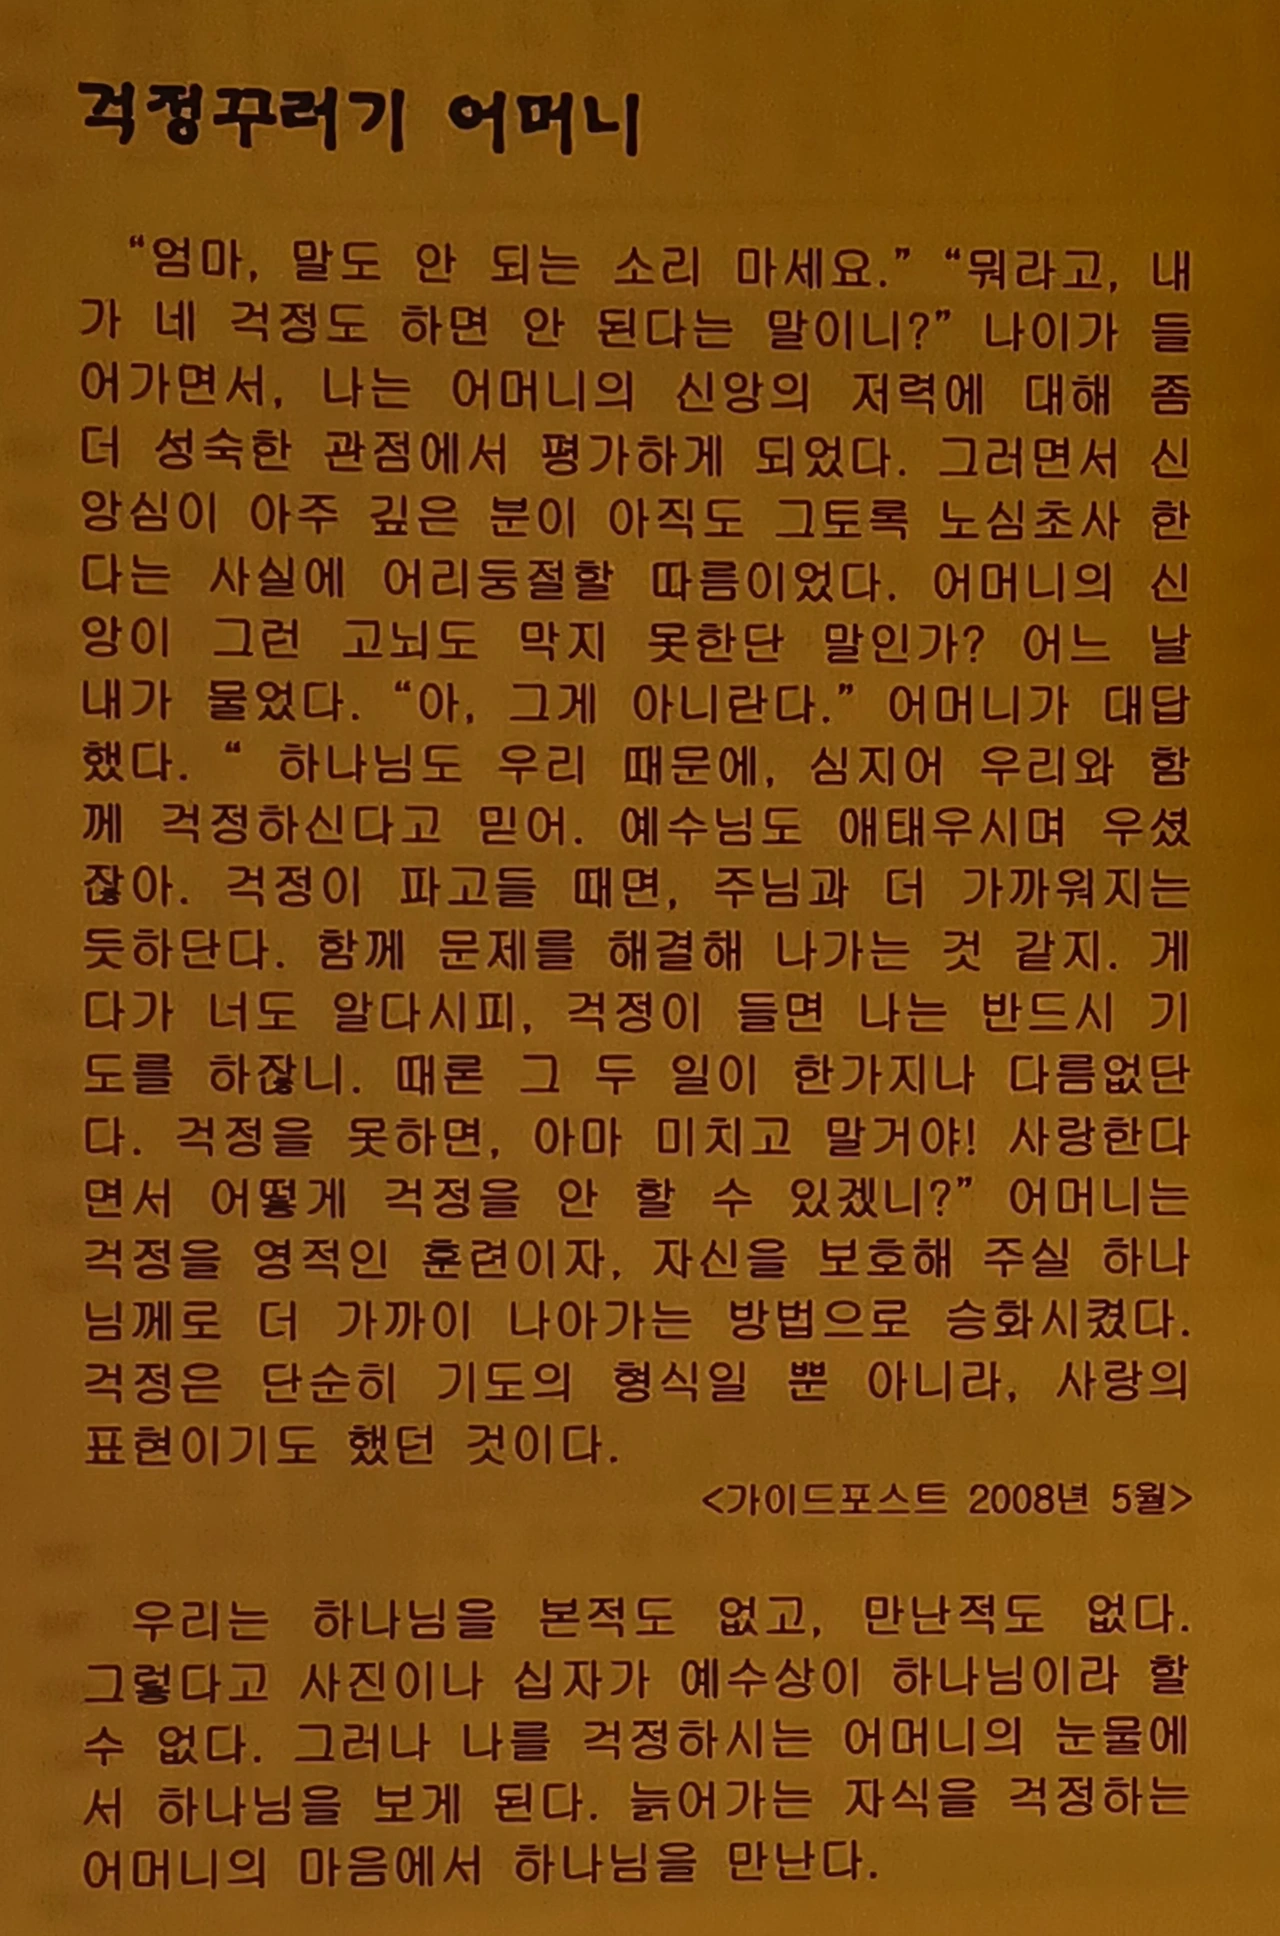 걱정꾸러기 어머니
“엄마, 말도 안 되는 소리 마세요.” “뭐라고, 내
가 네 걱정도 하면 안 된다는 말이니?” 나이가 들
어가면서, 나는 어머니의 신앙의 저력에 대해 좀
더 성숙한 관점에서 평가하게 되었다. 그러면서 신
앙심이 아주 깊은 분이 아직도 그토록 노심초사 한
다는 사실에 어리둥절할 따름이었다. 어머니의 신
앙이 그런 고뇌도 막지 못한단 말인가? 어느 날
내가 물었다. “아, 그게 아니란다.” 어머니가 대답
했다. “ 하나님도 우리 때문에, 심지어 우리와 함
께 걱정하신다고 믿어. 예수님도 애태우시며 우셨
잖아. 걱정이 파고들 때면, 주님과 더 가까워지는
듯하단다. 함께 문제를 해결해 나가는 것 같지. 게
다가 너도 알다시피, 걱정이 들면 나는 반드시 기
도를 하잖니. 때론 그 두 일이 한가지나 다름없단
다. 걱정을 못하면, 아마 미치고 말거야! 사랑한다
면서 어떻게 걱정을 안 할 수 있겠니?” 어머니는
걱정을 영적인 훈련이자, 자신을 보호해 주실 하나
님께로 더 가까이 나아가는 방법으로 승화시켰다.
걱정은 단순히 기도의 형식일 뿐 아니라, 사랑의
표현이기도 했던 것이다.
<가이드포스트 2008년 5월>
우리는 하나님을 본적도 없고, 만난적도 없다.
그렇다고 사진이나 십자가 예수상이 하나님이라 할
수 없다. 그러나 나를 걱정하시는 어머니의 눈물에
서 하나님을 보게 된다. 늙어가는 자식을 걱정하는
어머니의 마음에서 하나님을 만난다.